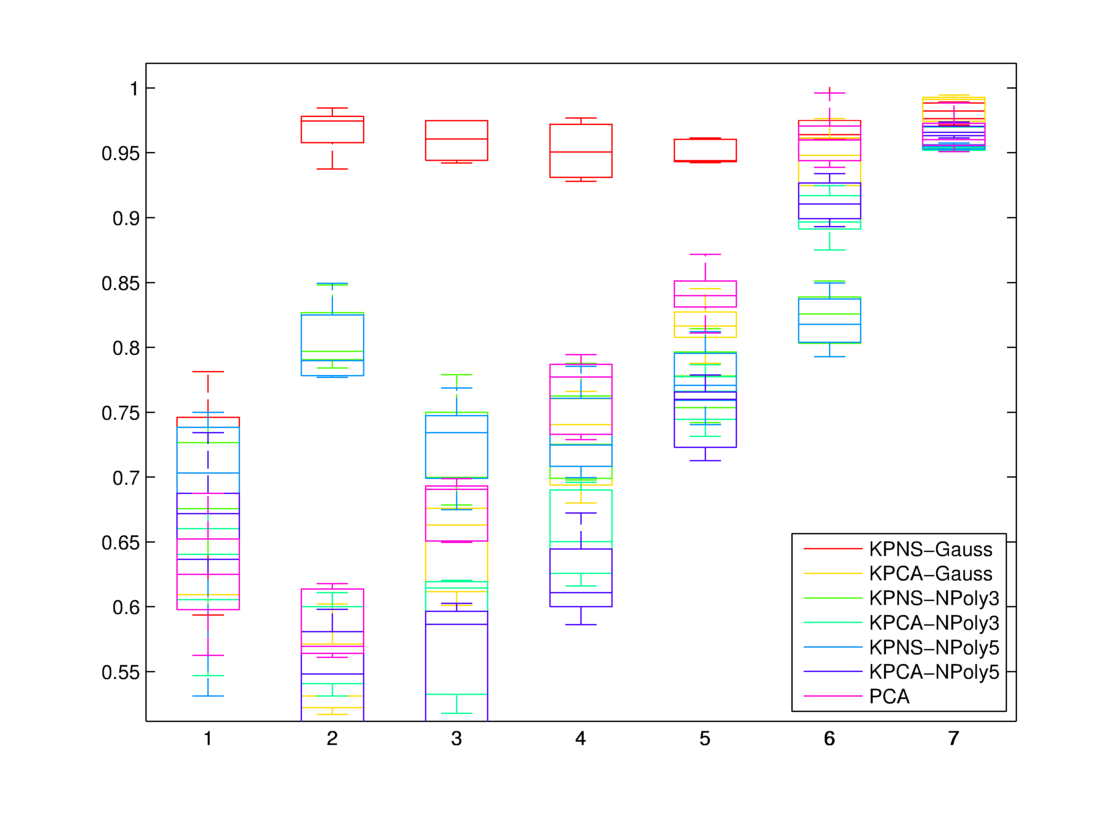 1
0.95
0.9
0.85
0.8
0.75
0.7
0.65
0.6
0.55
1 2 3 4 5 6 7
KPNS−Gauss
KPCA−Gauss
KPNS−NPoly3
KPCA−NPoly3
KPNS−NPoly5
KPCA−NPoly5
PCA